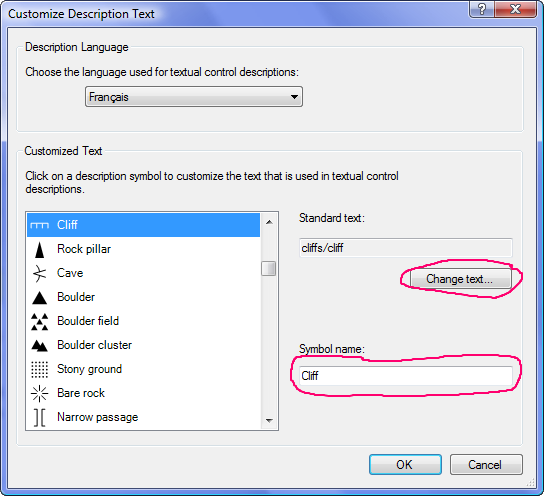 Customize Description Text
Description Language
Choose the language used for textual control descriptions:
Français
Customized Text
Click on a description symbol to customize the text that is used in textual control
descriptions.
Cliff
Rock pillar
Cave
Boulder
Boulder field
Boulder cluster
Stony ground
Bare rock
Narrow passage
Standard text:
cliffs/cliff
Change text...
Symbol name:
Cliff
OK
Cancel